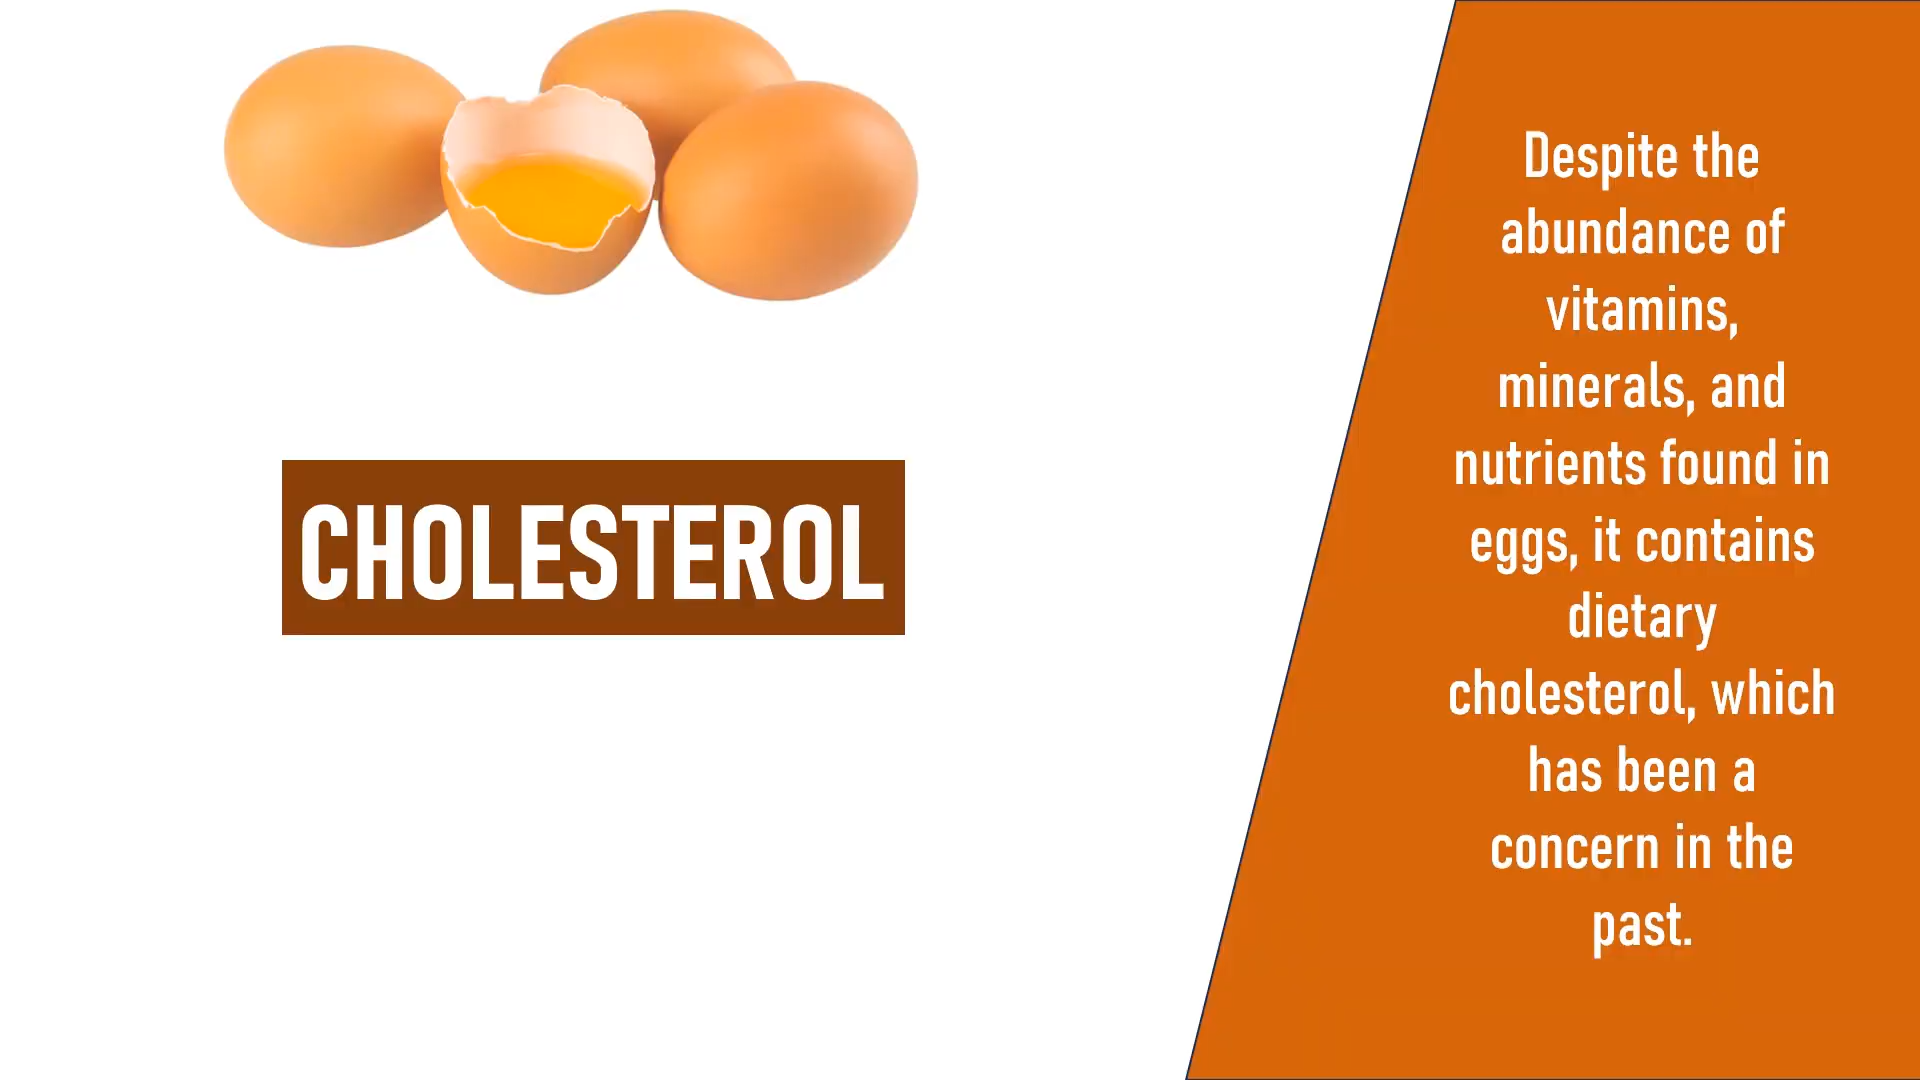 CHOLESTEROL
Despite the
abundance of
vitamins,
minerals, and
nutrients found in
eggs, it contains
dietary
cholesterol, which
has been a
concern in the
past.